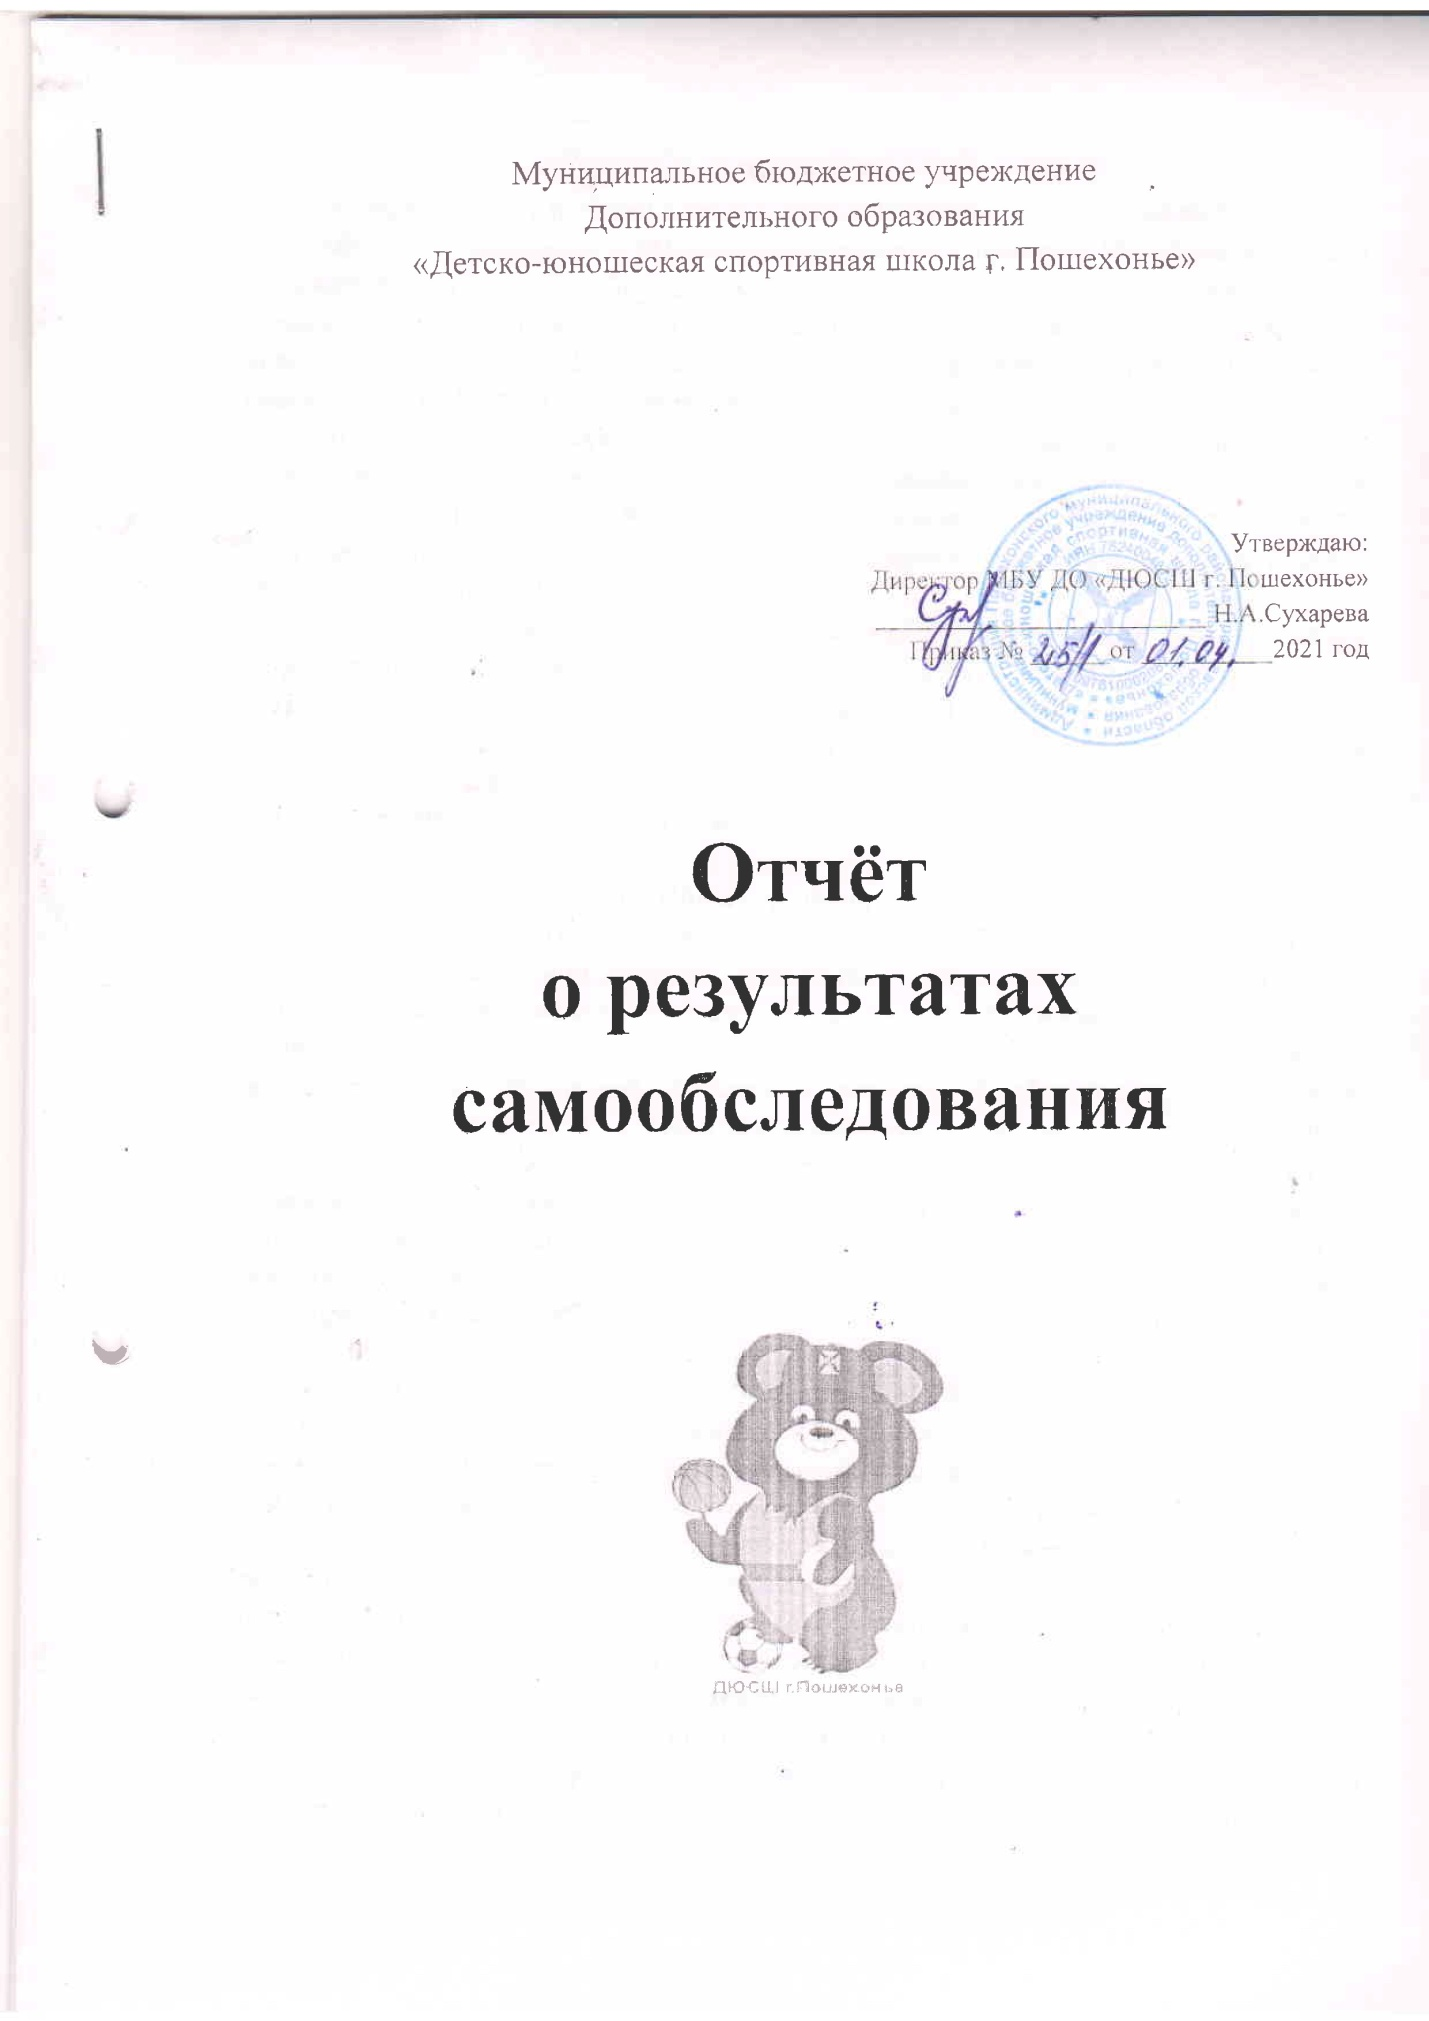 Муниципальное бюджетное учреждение
Дополнительного образования
«Детско-юношеская спортивная школа г. Пошехонье»
Утверждаю:
Директор МБУ ДО «ДЮСШ г. Пошехонье»
Н.А.Сухарева
Приказ № 25/1 от 01.04. 2021 год
Отчёт
о результатах
самообследования
ДЮСШ г.Пошехонье